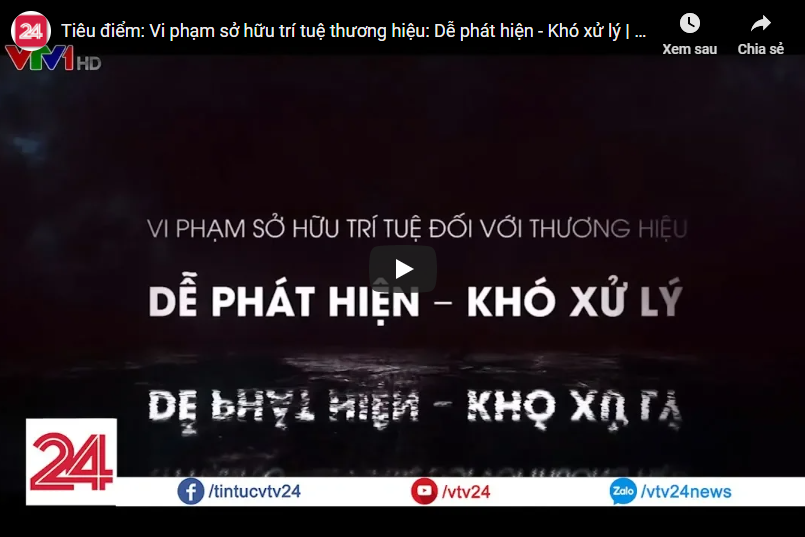 24
Tiêu điểm: Vi phạm sở hữu trí tuệ thương hiệu: Dễ phát hiện - Khó xử lý | ...
Xem sau
Chia sẻ
VTV1 HD
VI PHẠM SỞ HỮU TRÍ TUỆ ĐỐI VỚI THƯƠNG HIỆU
DỄ PHÁT HIỆN – KHÓ XỬ LÝ
24
/tintucvtv24
/vtv24
Zalo /vtv24news